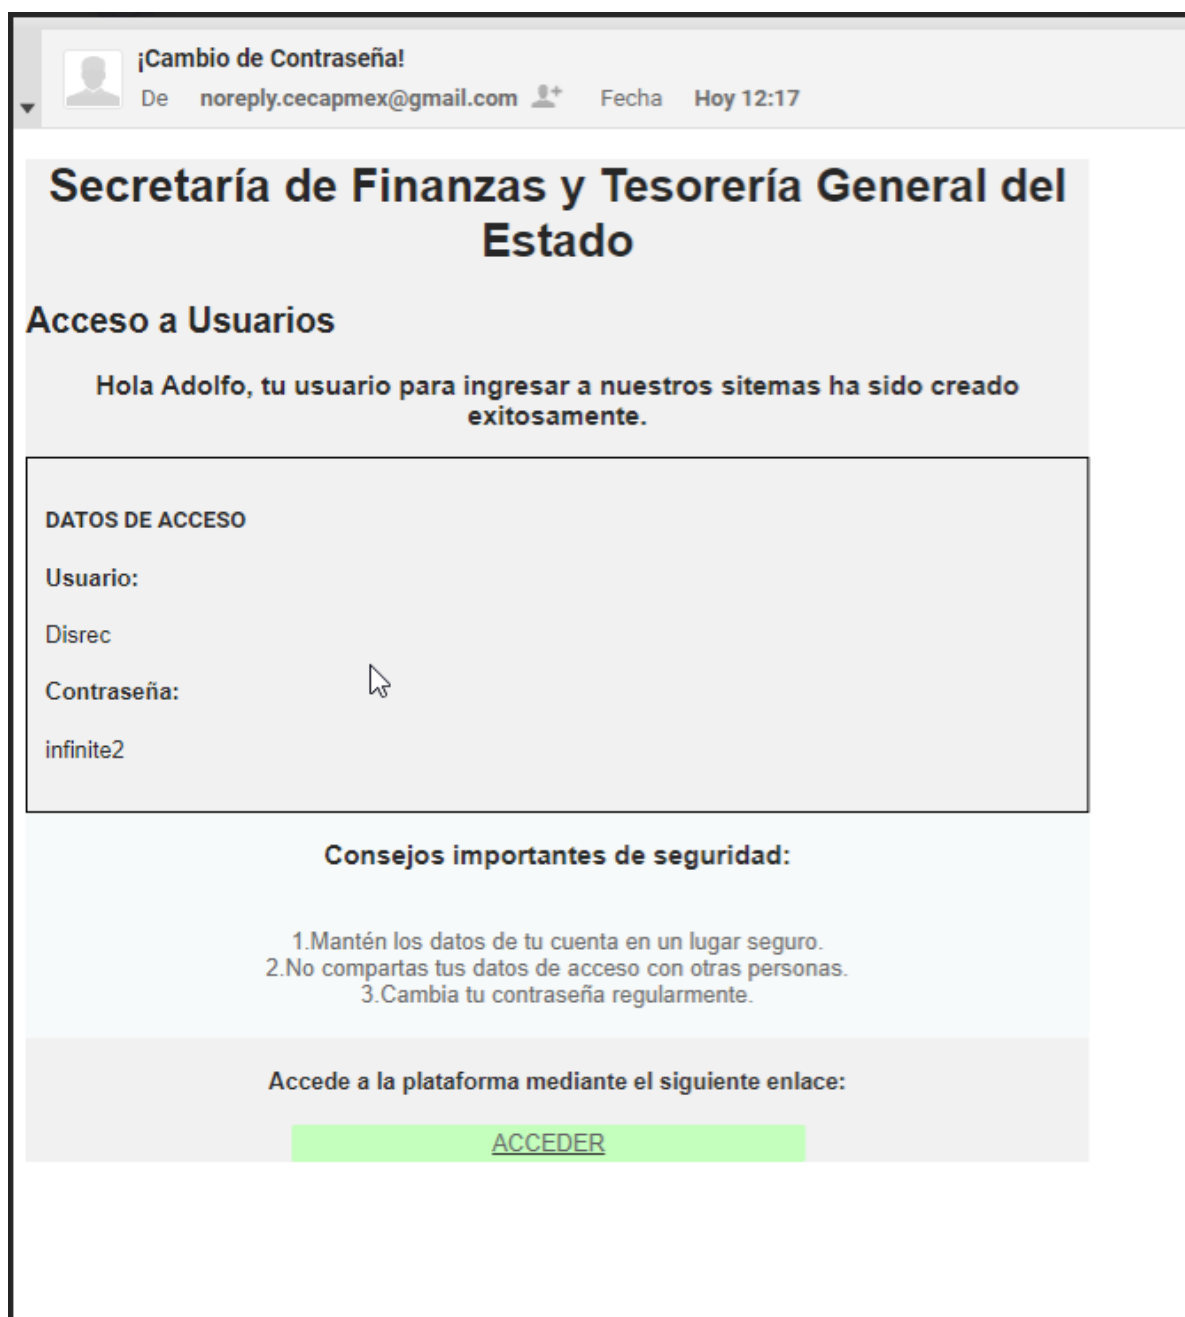 ¡Cambio de Contraseña!
De noreply.cecapmex@gmail.com Fecha Hoy 12:17
Secretaría de Finanzas y Tesorería General del
Estado
Acceso a Usuarios
Hola Adolfo, tu usuario para ingresar a nuestros sitemas ha sido creado
exitosamente.
DATOS DE ACCESO
Usuario:
Disrec
Contraseña:
infinite2
Consejos importantes de seguridad:
1.Mantén los datos de tu cuenta en un lugar seguro.
2.No compartas tus datos de acceso con otras personas.
3.Cambia tu contraseña regularmente.
Accede a la plataforma mediante el siguiente enlace:
ACCEDER